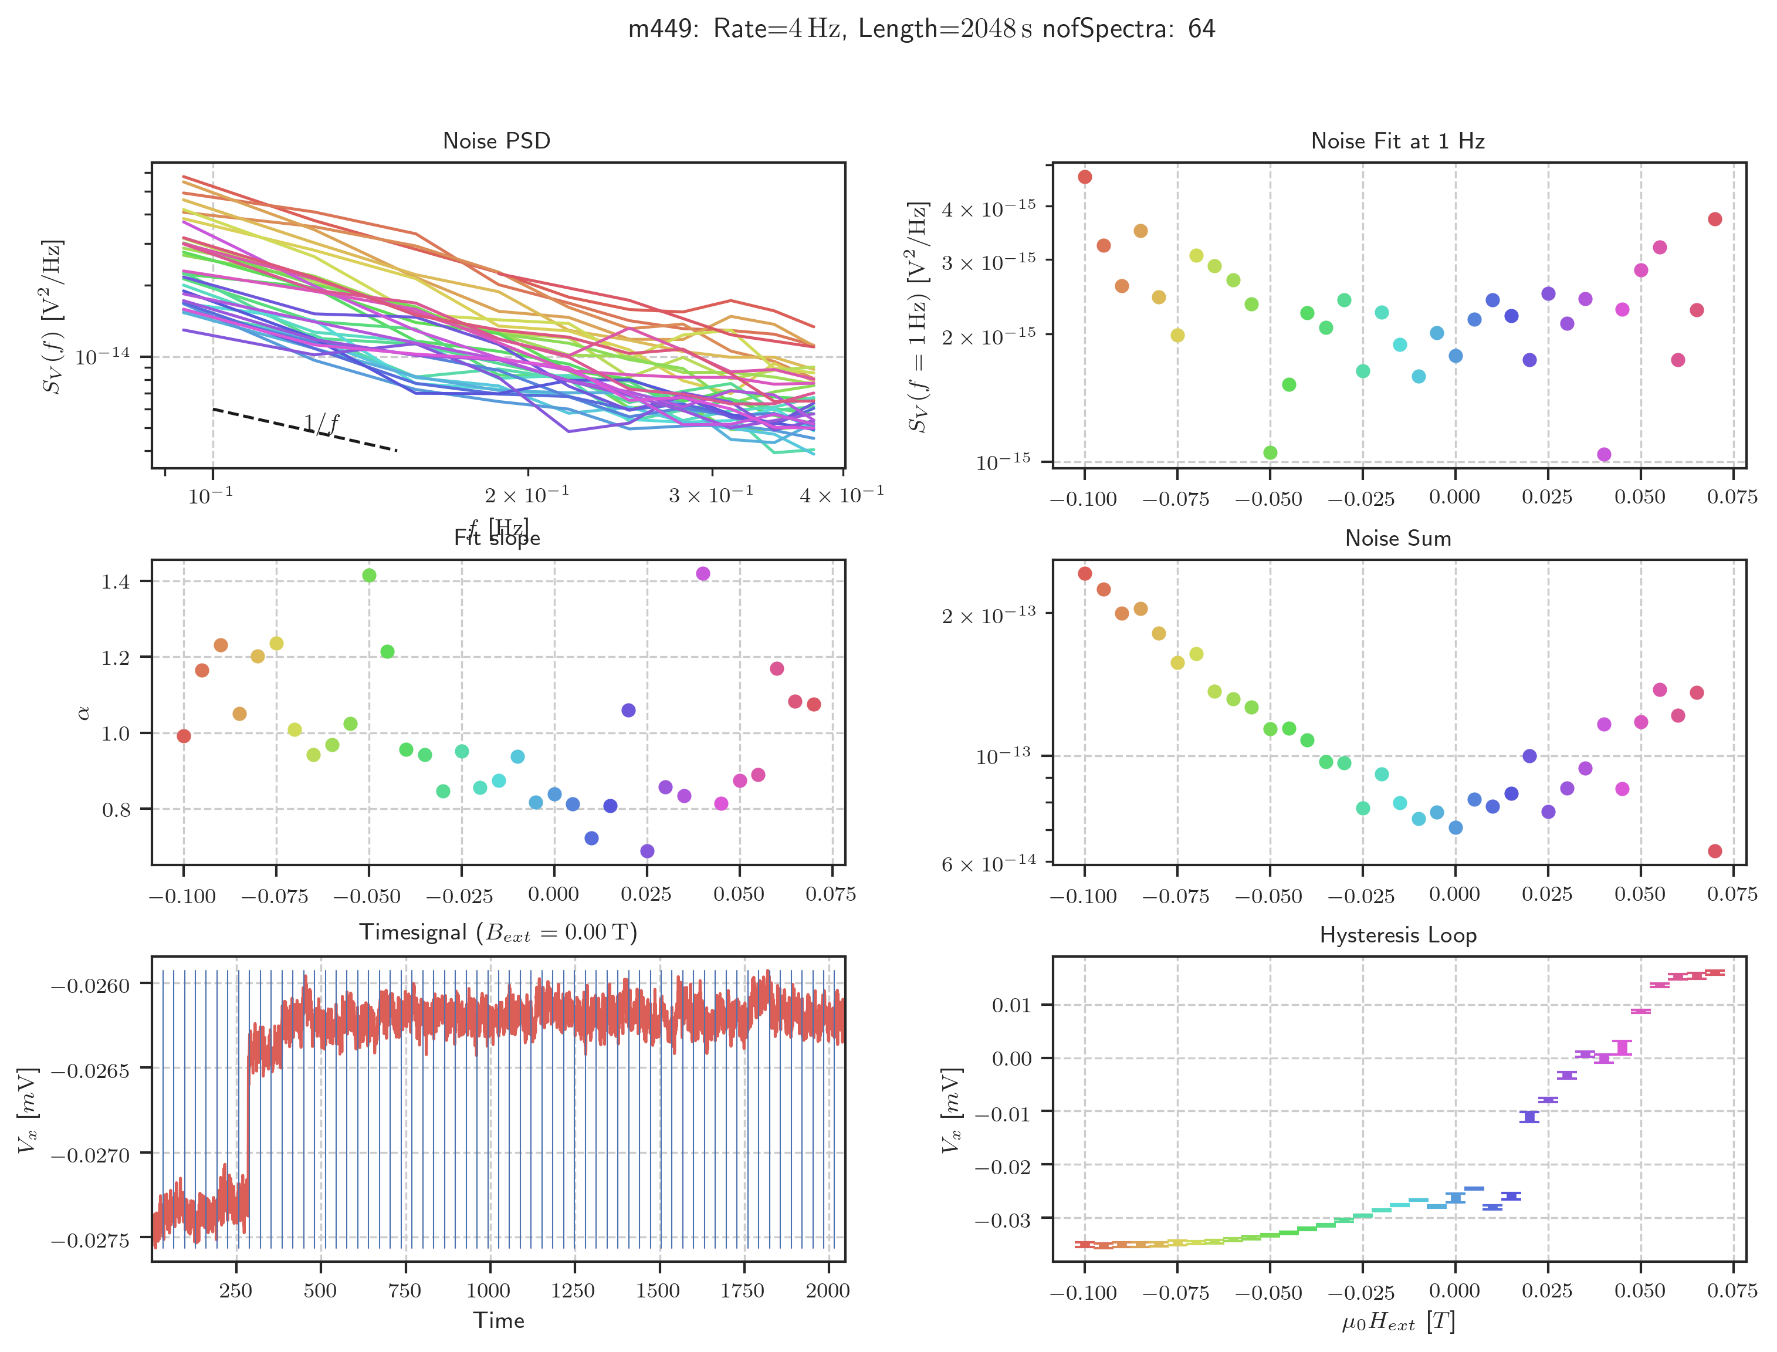 m449: Rate=4 Hz, Length=2048 s nofSpectra: 64
Noise PSD
S_V(f) [V²/Hz]
10⁻¹⁴
1/f
10⁻¹ 2 × 10⁻¹ 3 × 10⁻¹ 4 × 10⁻¹
f [Hz]
Noise Fit at 1 Hz
S_V(f = 1 Hz) [V²/Hz]
4 × 10⁻¹⁵
3 × 10⁻¹⁵
2 × 10⁻¹⁵
10⁻¹⁵
−0.100 −0.075 −0.050 −0.025 0.000 0.025 0.050 0.075
Fit slope
α
1.4
1.2
1.0
0.8
−0.100 −0.075 −0.050 −0.025 0.000 0.025 0.050 0.075
Noise Sum
2 × 10⁻¹³
10⁻¹³
6 × 10⁻¹⁴
−0.100 −0.075 −0.050 −0.025 0.000 0.025 0.050 0.075
Timesignal (B_ext = 0.00 T)
V_x [mV]
−0.0260
−0.0265
−0.0270
−0.0275
250 500 750 1000 1250 1500 1750 2000
Time
Hysteresis Loop
V_x [mV]
0.01
0.00
−0.01
−0.02
−0.03
−0.100 −0.075 −0.050 −0.025 0.000 0.025 0.050 0.075
μ₀H_ext [T]